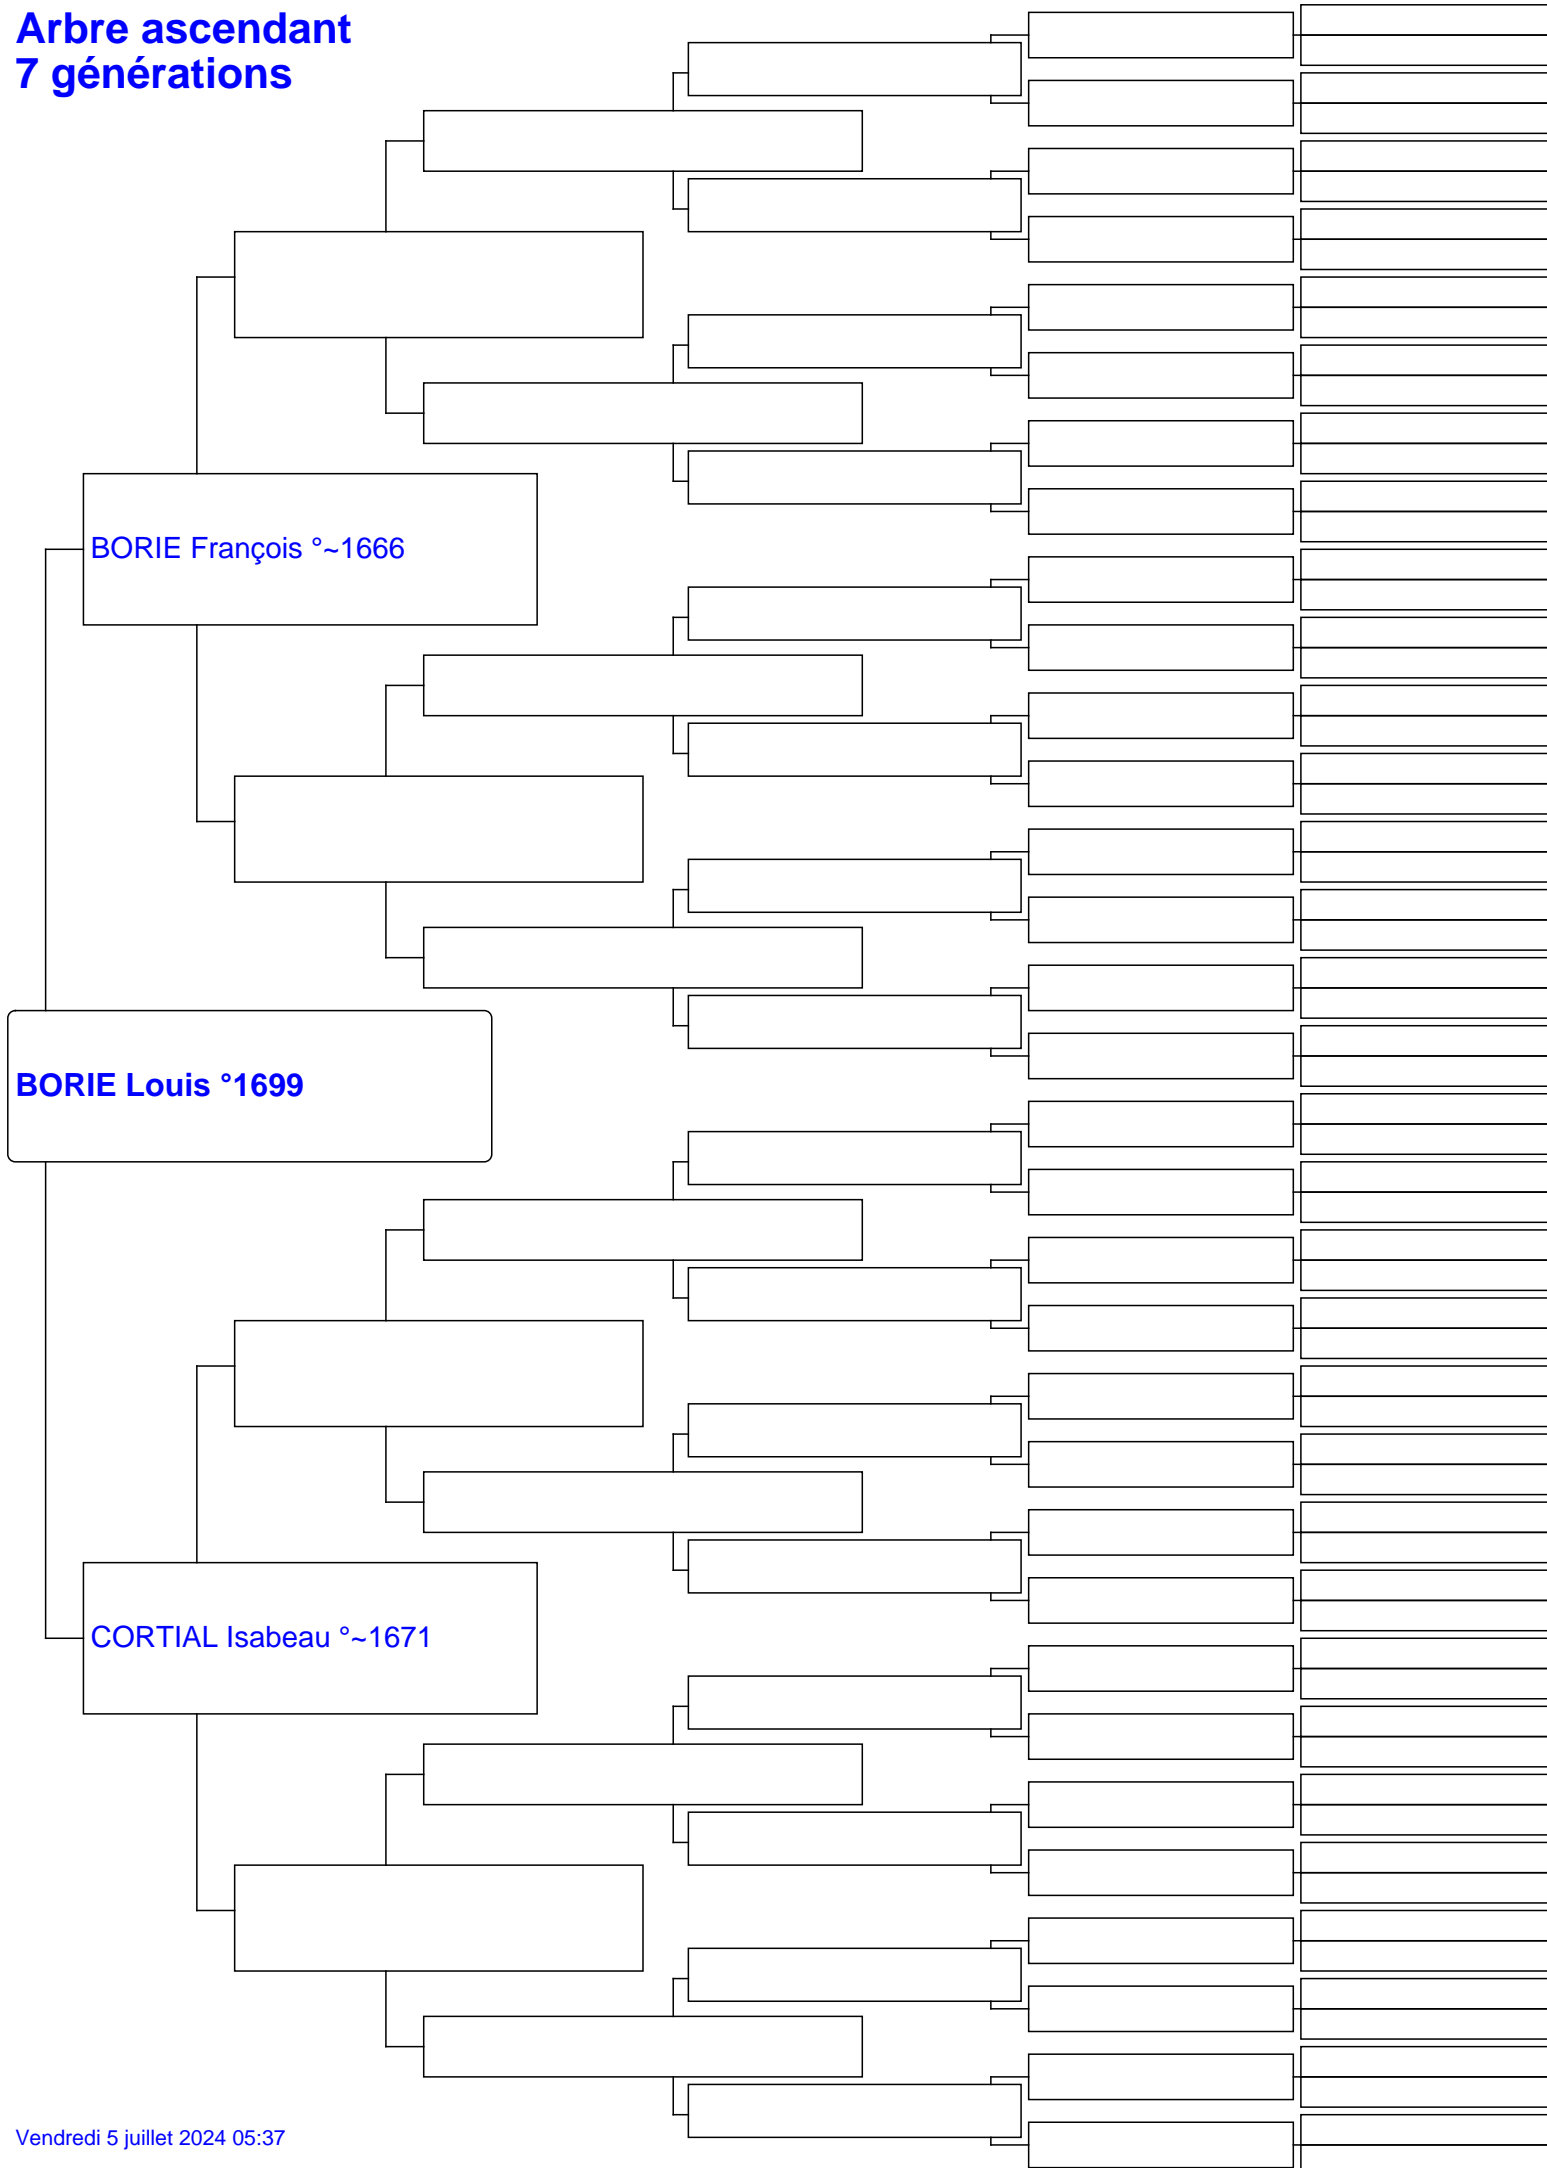 Arbre ascendant
7 générations
BORIE François °~1666
BORIE Louis °1699
CORTIAL Isabeau °~1671
Vendredi 5 juillet 2024 05:37